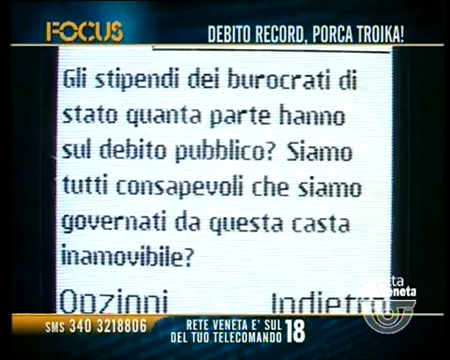 FOCUS
DEBITO RECORD, PORCA TROIKA!
Gli stipendi dei burocrati di
stato quanta parte hanno
sul debito pubblico? Siamo
tutti consapevoli che siamo
governati da questa casta
inamovibile?
Opzioni Indietro
SMS 340 3218806
RETE VENETA E' SUL
DEL TUO TELECOMANDO 18